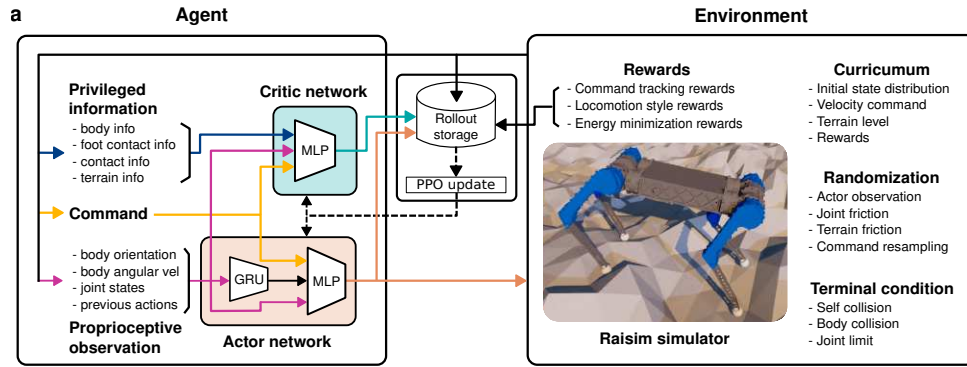 a
Agent
Environment
Privileged
information
- body info
- foot contact info
- contact info
- terrain info
Critic network
MLP
Command
- body orientation
- body angular vel
- joint states
- previous actions
Proprioceptive
observation
GRU
MLP
Actor network
Rollout
storage
PPO update
Rewards
- Command tracking rewards
- Locomotion style rewards
- Energy minimization rewards
Raisim simulator
Curricumum
- Initial state distribution
- Velocity command
- Terrain level
- Rewards
Randomization
- Actor observation
- Joint friction
- Terrain friction
- Command resampling
Terminal condition
- Self collision
- Body collision
- Joint limit